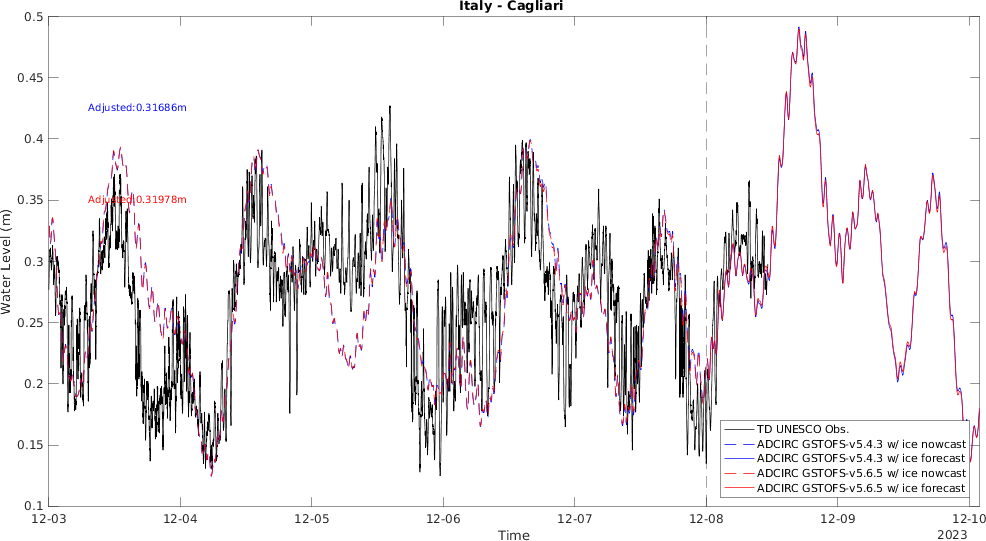 Italy - Cagliari
0.5
0.45
0.4
0.35
0.3
0.25
0.2
0.15
0.1
Water Level (m)
Adjusted:0.31686m
Adjusted:0.31978m
TD UNESCO Obs.
ADCIRC GSTOFS-v5.4.3 w/ ice nowcast
ADCIRC GSTOFS-v5.4.3 w/ ice forecast
ADCIRC GSTOFS-v5.6.5 w/ ice nowcast
ADCIRC GSTOFS-v5.6.5 w/ ice forecast
12-03 12-04 12-05 12-06 12-07 12-08 12-09 12-10
Time
2023